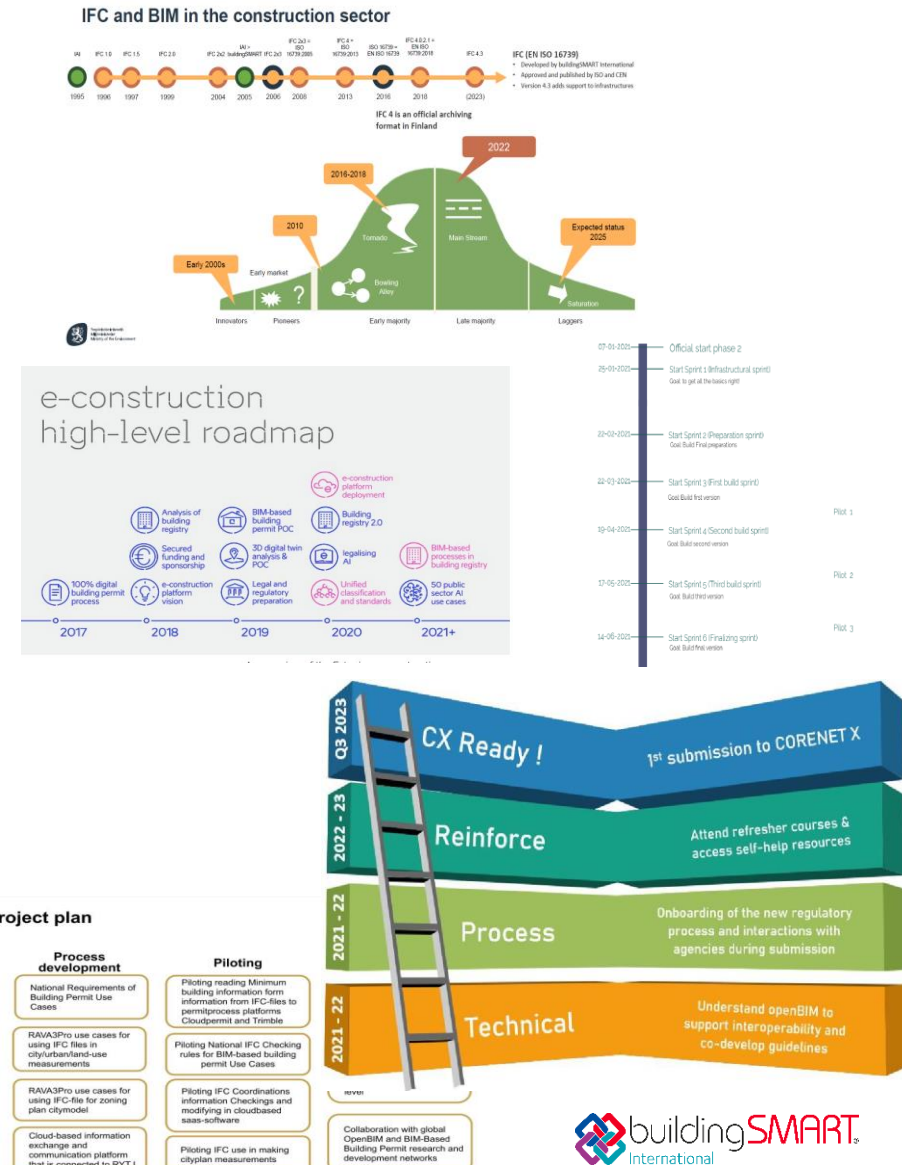 IFC and BIM in the construction sector
IAI
IFC 1.0
IFC 1.5
IFC 2.0
IFC 2x2
IAI >
buildingSMART
IFC 2x3
IFC 2x3 =
ISO
16739:2005
IFC 4 =
ISO
16739:2013
ISO 16739 =
EN ISO 16739
IFC 4.0.2.1 =
EN ISO
16739:2018
IFC 4.3
1995
1996
1997
1999
2004
2005
2006
2008
2013
2016
2018
(2023)
IFC (EN ISO 16739)
• Developed by buildingSMART International
• Approved and published by ISO and CEN
• Version 4.3 adds support to infrastructures
IFC 4 is an official archiving
format in Finland
2022
2016-2018
2010
Expected status
2025
Early 2000s
Early market
Tornado
Main Stream
Bowling
Alley
?
Saturation
Innovators
Pioneers
Early majority
Late majority
Laggers
Ministry of the Environment
e-construction
high-level roadmap
e-construction
platform
deployment
Analysis of
building
registry
BIM-based
building
permit POC
Building
registry 2.0
Secured
funding and
sponsorship
3D digital twin
analysis &
POC
legalising
AI
BIM-based
processes in
building registry
100% digital
building permit
process
e-construction
platform
vision
Legal and
regulatory
preparation
Unified
classification
and standards
50 public
sector AI
use cases
2017
2018
2019
2020
2021+
07-01-2021
Official start phase 2
25-01-2021
Start Sprint 1 (Infrastructural sprint)
Goal: to get all the basics right!
22-02-2021
Start Sprint 2 (Preparation sprint)
Goal: Build Final preparations
22-03-2021
Start Sprint 3 (First build sprint)
Goal: Build first version
Pilot 1
19-04-2021
Start Sprint 4 (Second build sprint)
Goal: Build second version
Pilot 2
17-05-2021
Start Sprint 5 (Third build sprint)
Goal: Build third version
Pilot 3
14-06-2021
Start Sprint 6 (Finalizing sprint)
Goal: Build final version
Q3 2023
CX Ready !
1st submission to CORENET X
2022 - 23
Reinforce
Attend refresher courses &
access self-help resources
2021 - 22
Process
Onboarding of the new regulatory
process and interactions with
agencies during submission
2021 - 22
Technical
Understand openBIM to
support interoperability and
co-develop guidelines
roject plan
Process
development
National Requirements of
Building Permit Use
Cases
RAVA3Pro use cases for
using IFC files in
city/urban/land-use
measurements
RAVA3Pro use cases for
using IFC-file for zoning
plan citymodel
Cloud-based information
exchange and
communication platform
that is connected to RYTJ
Piloting
Piloting reading Minimum
building information form
information from IFC-files to
permitprocess platforms
Cloudpermit and Trimble
Piloting National IFC Checking
rules for BIM-based building
permit Use Cases
Piloting IFC Coordinations
information Checkings and
modifying in cloudbased
saas-software
Piloting IFC use in making
cityplan measurements
level
Collaboration with global
OpenBIM and BIM-Based
Building Permit research and
development networks
buildingSMART
International